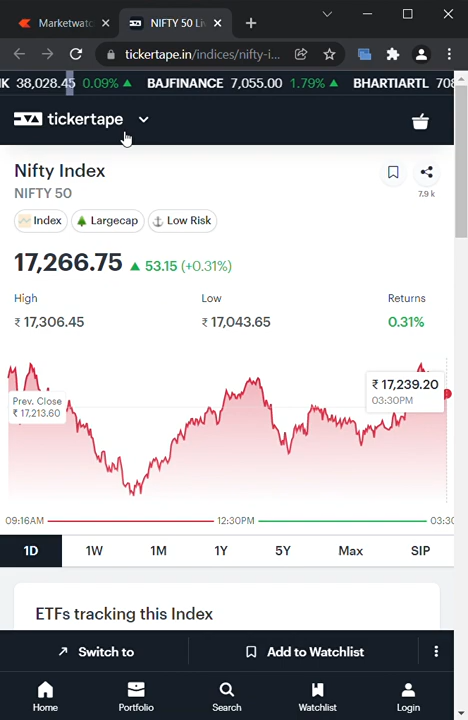 Marketwatc
NIFTY 50 Li
tickertape.in/indices/nifty-i...
K 38,028.45 0.09% BAJFINANCE 7,055.00 1.79% BHARTIARTL 708
tickertape
Nifty Index
NIFTY 50
7.9 k
Index Largecap Low Risk
17,266.75 53.15 (+0.31%)
High Low Returns
₹ 17,306.45 ₹ 17,043.65 0.31%
₹ 17,239.20
03:30PM
Prev. Close
₹ 17,213.60
09:16AM 12:30PM 03:30
1D 1W 1M 1Y 5Y Max SIP
ETFs tracking this Index
Switch to Add to Watchlist
Home Portfolio Search Watchlist Login